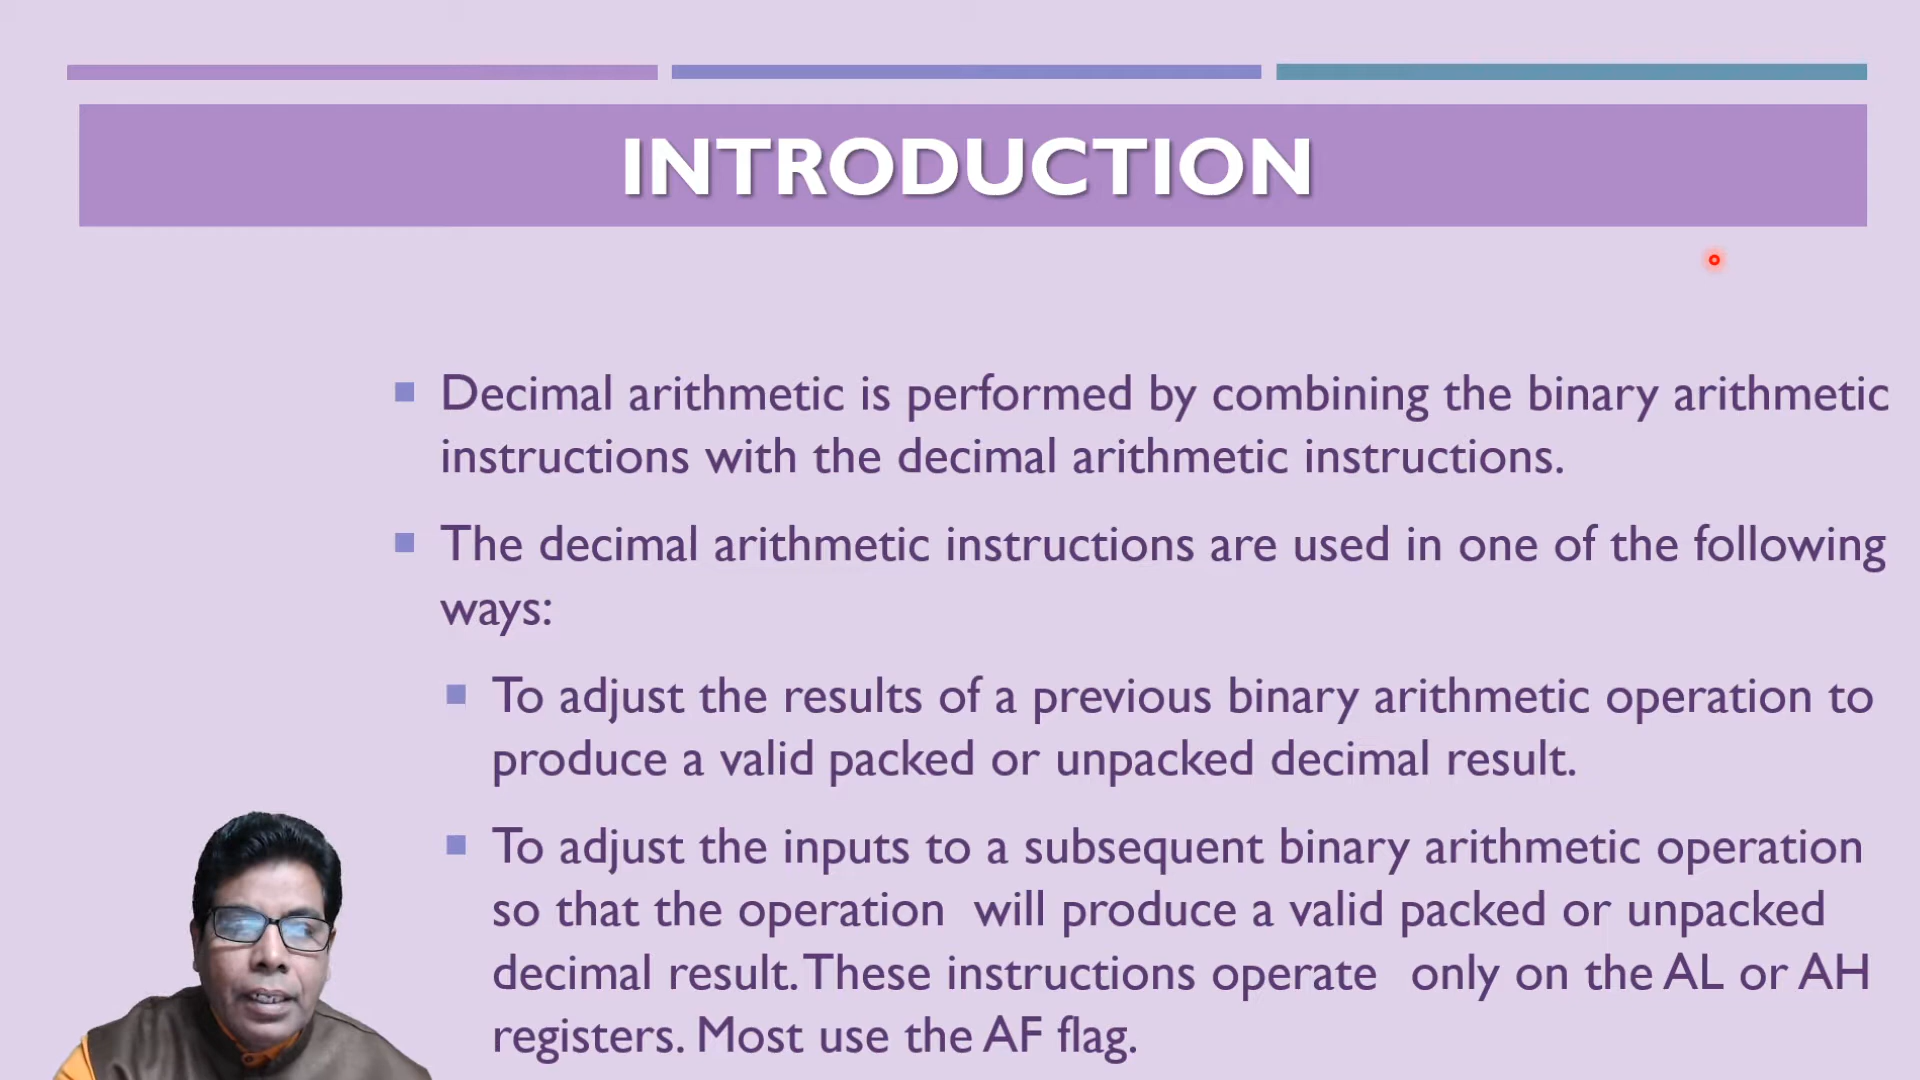 INTRODUCTION
Decimal arithmetic is performed by combining the binary arithmetic
instructions with the decimal arithmetic instructions.
The decimal arithmetic instructions are used in one of the following
ways:
To adjust the results of a previous binary arithmetic operation to
produce a valid packed or unpacked decimal result.
To adjust the inputs to a subsequent binary arithmetic operation
so that the operation will produce a valid packed or unpacked
decimal result. These instructions operate only on the AL or AH
registers. Most use the AF flag.